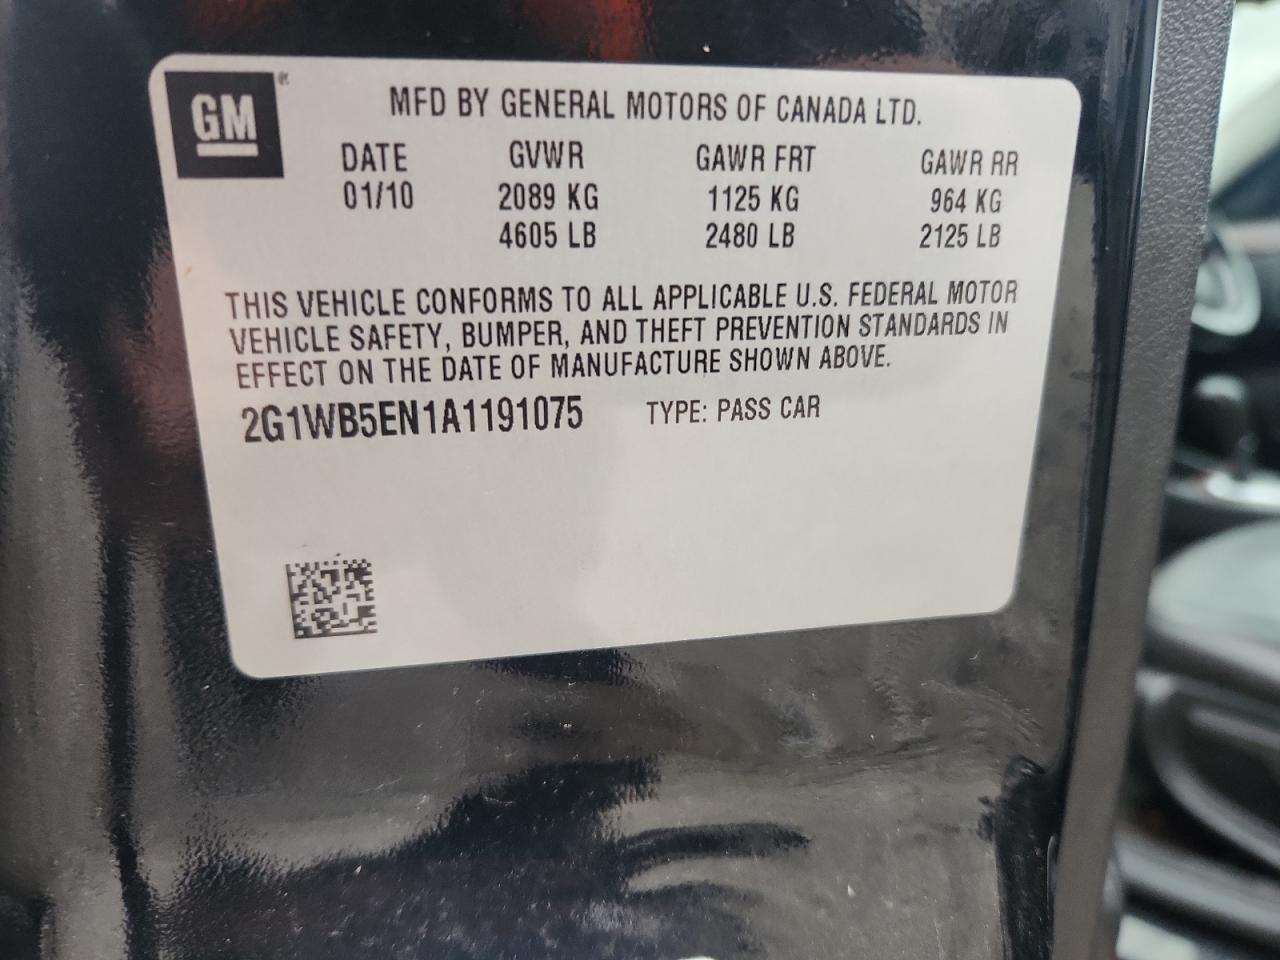 GM®
MFD BY GENERAL MOTORS OF CANADA LTD.
DATE GVWR GAWR FRT GAWR RR
01/10 2089 KG 1125 KG 964 KG
4605 LB 2480 LB 2125 LB
THIS VEHICLE CONFORMS TO ALL APPLICABLE U.S. FEDERAL MOTOR
VEHICLE SAFETY, BUMPER, AND THEFT PREVENTION STANDARDS IN
EFFECT ON THE DATE OF MANUFACTURE SHOWN ABOVE.
2G1WB5EN1A1191075 TYPE: PASS CAR